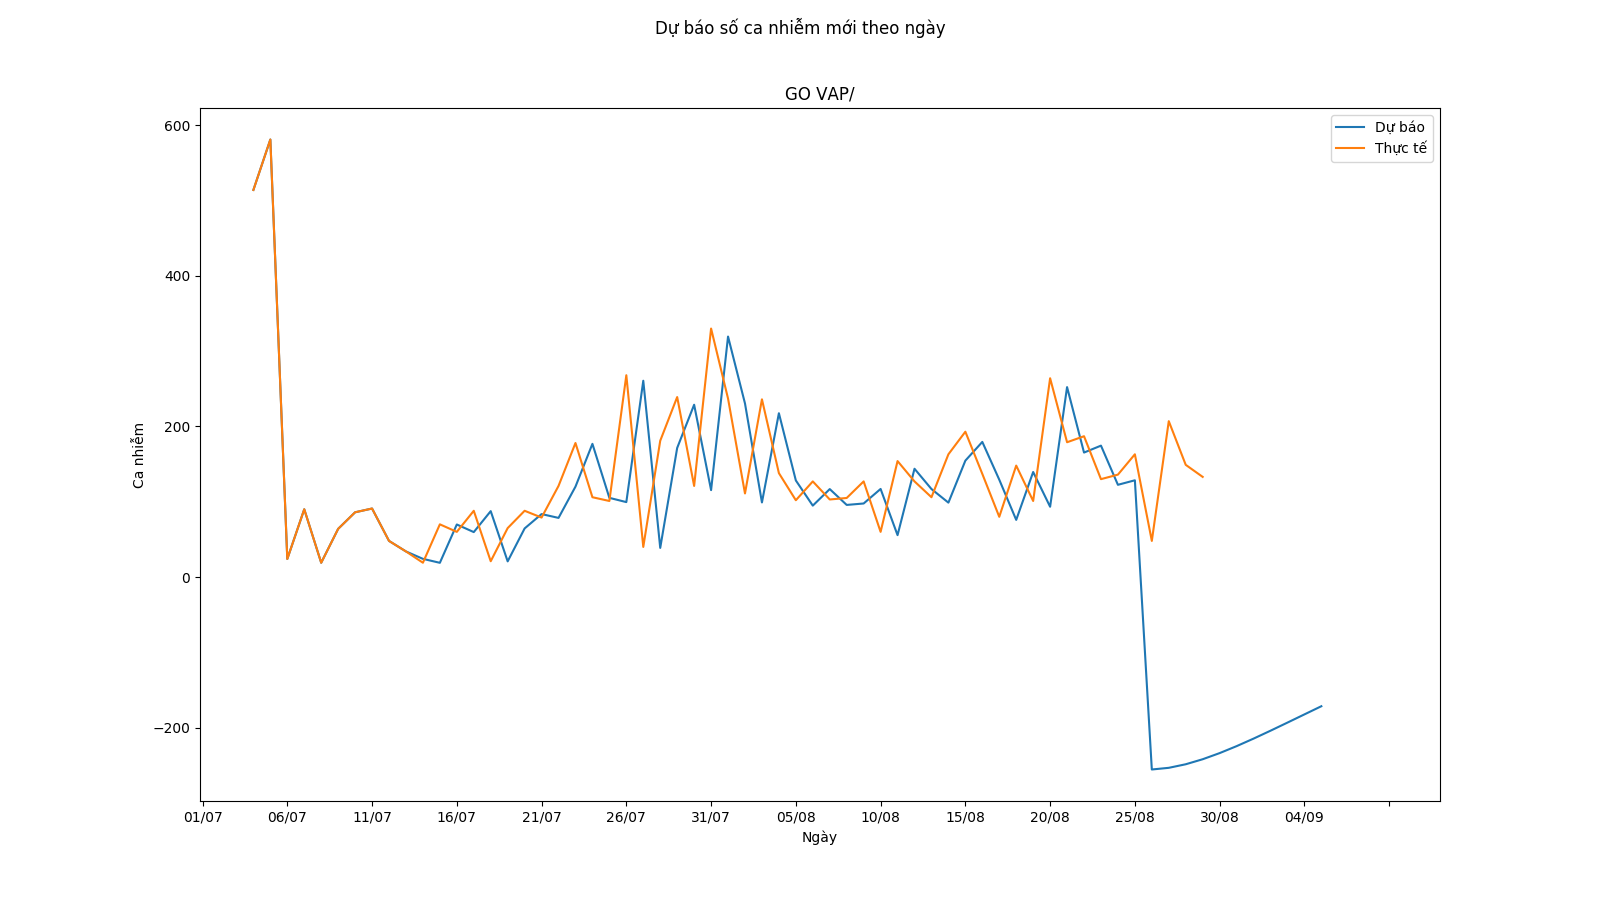 Dự báo số ca nhiễm mới theo ngày
GO VAP/
Dự báo
Thực tế
600
400
200
0
−200
Ca nhiễm
01/07 06/07 11/07 16/07 21/07 26/07 31/07 05/08 10/08 15/08 20/08 25/08 30/08 04/09
Ngày